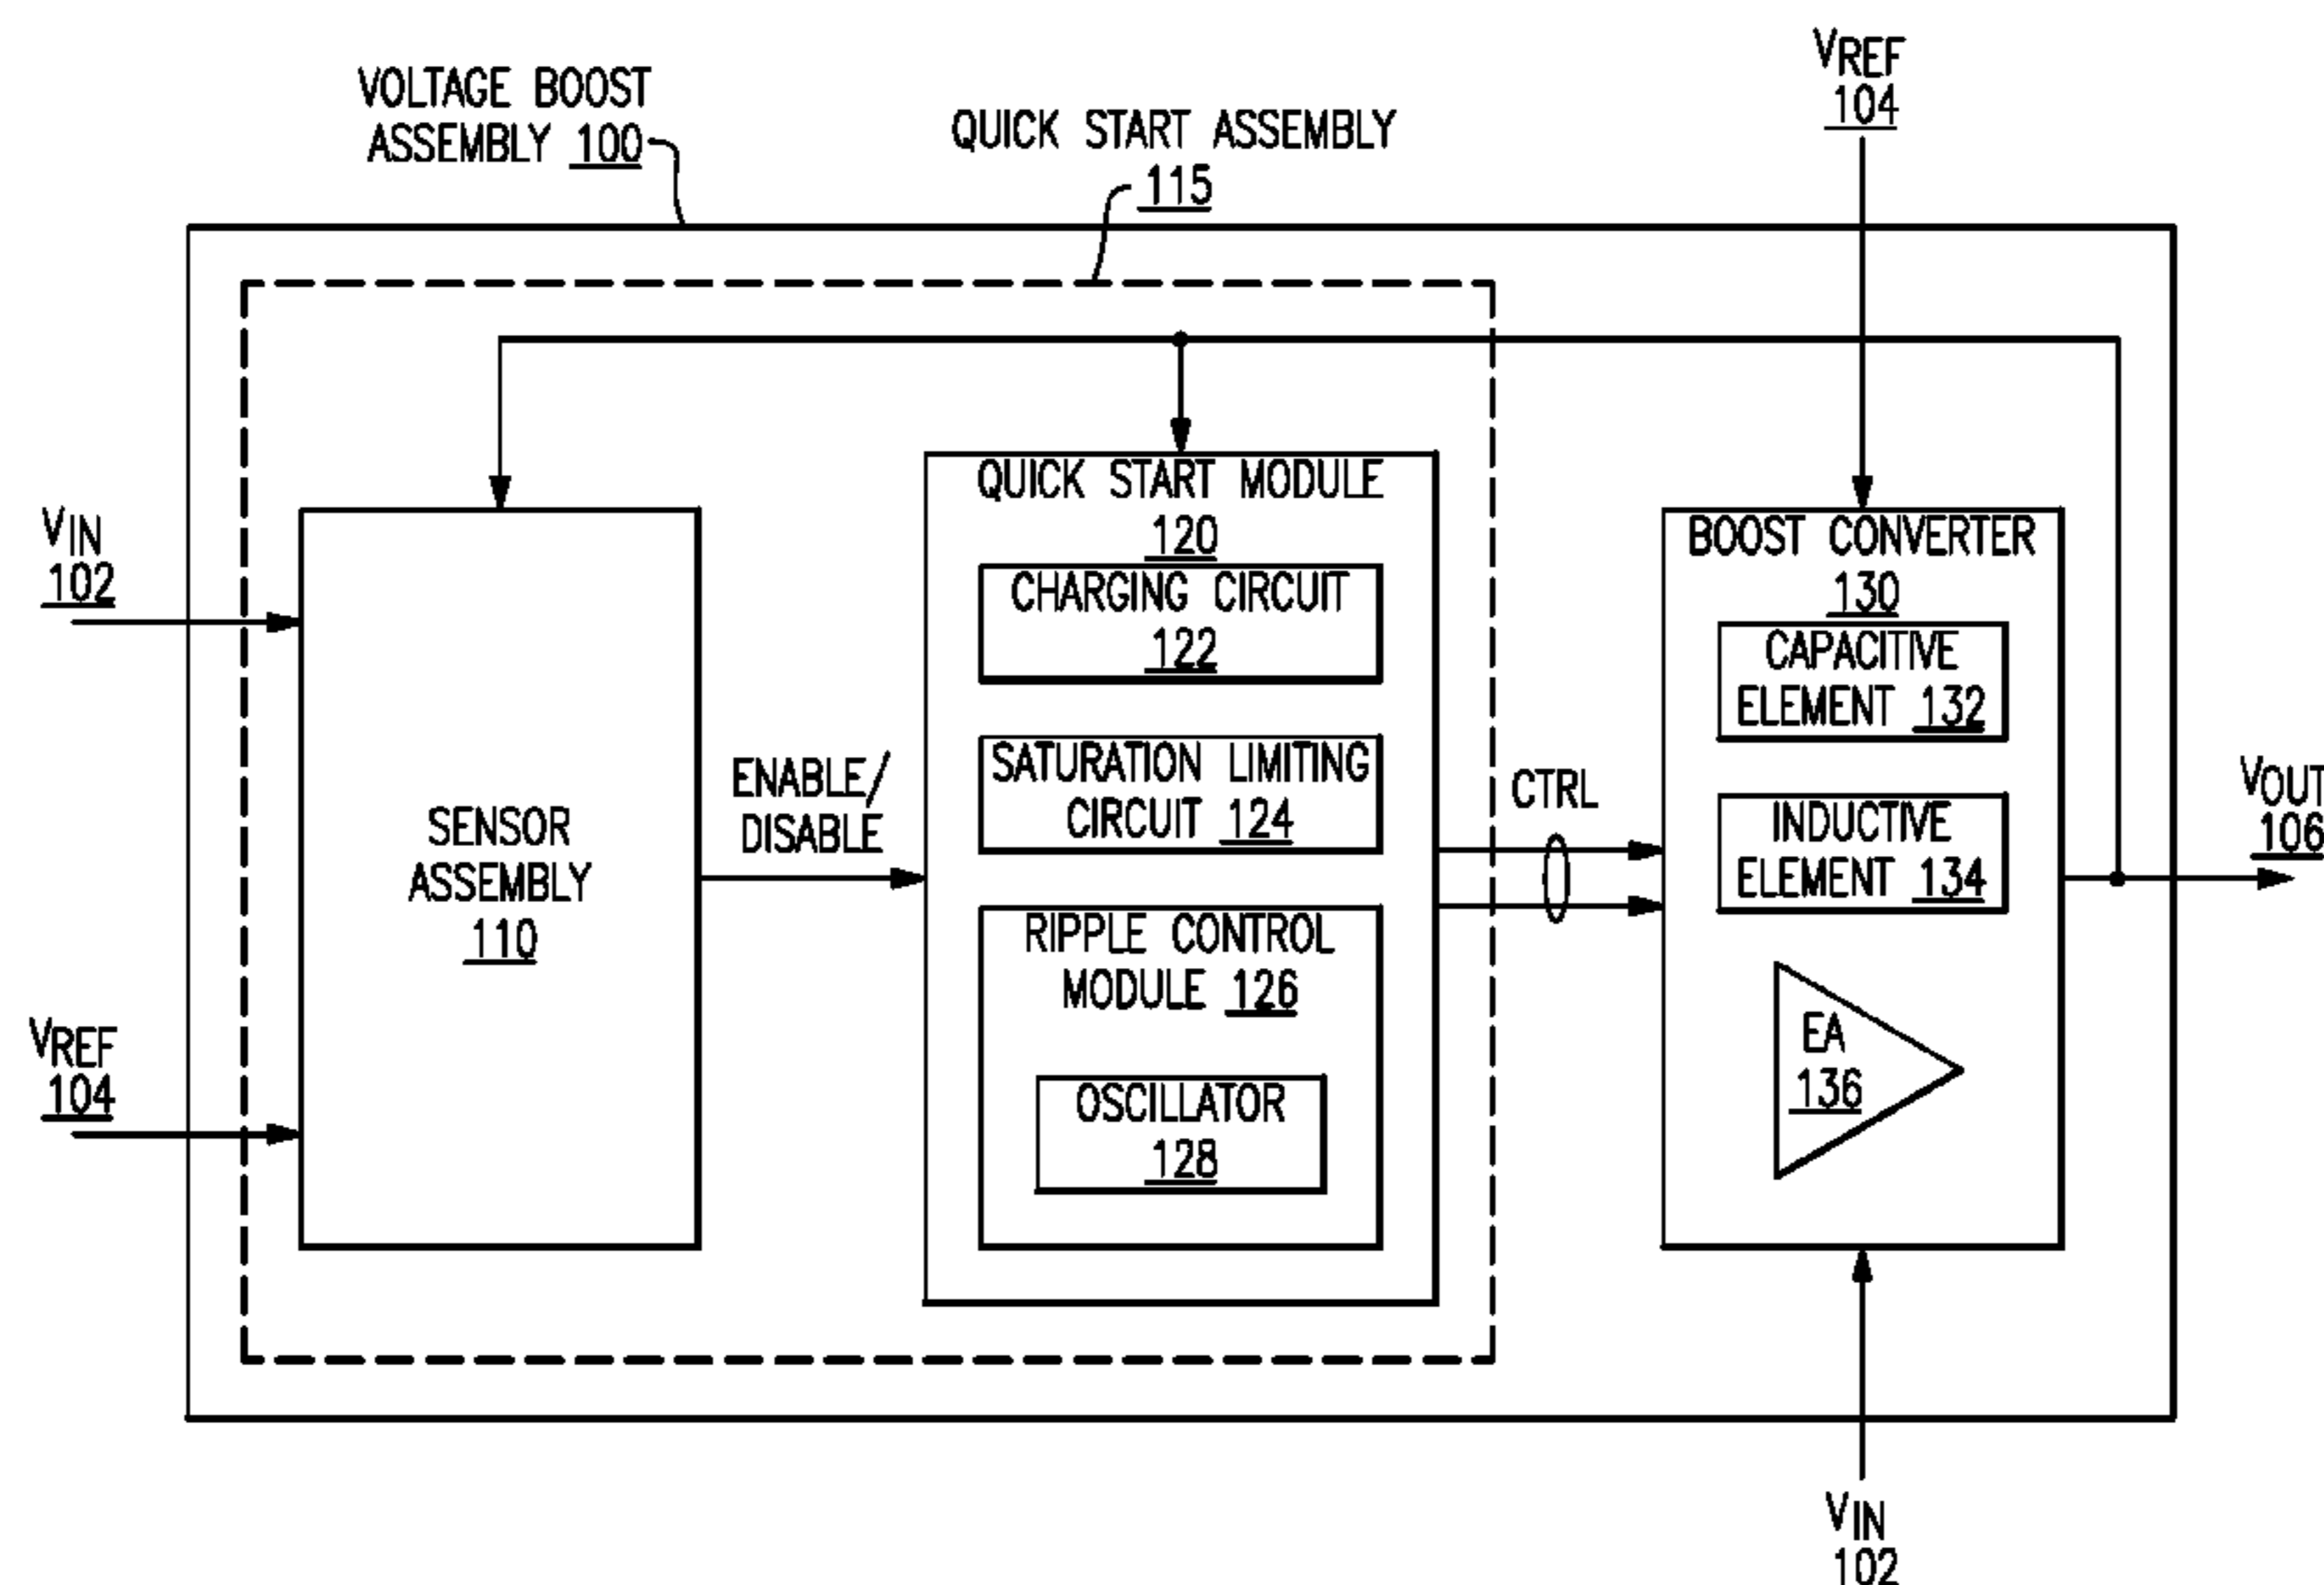 VOLTAGE BOOST
ASSEMBLY 100
QUICK START ASSEMBLY
115
VREF
104
VIN
102
VREF
104
SENSOR
ASSEMBLY
110
ENABLE/
DISABLE
QUICK START MODULE
120
CHARGING CIRCUIT
122
SATURATION LIMITING
CIRCUIT 124
RIPPLE CONTROL
MODULE 126
OSCILLATOR
128
CTRL
BOOST CONVERTER
130
CAPACITIVE
ELEMENT 132
INDUCTIVE
ELEMENT 134
EA
136
VOUT
106
VIN
102